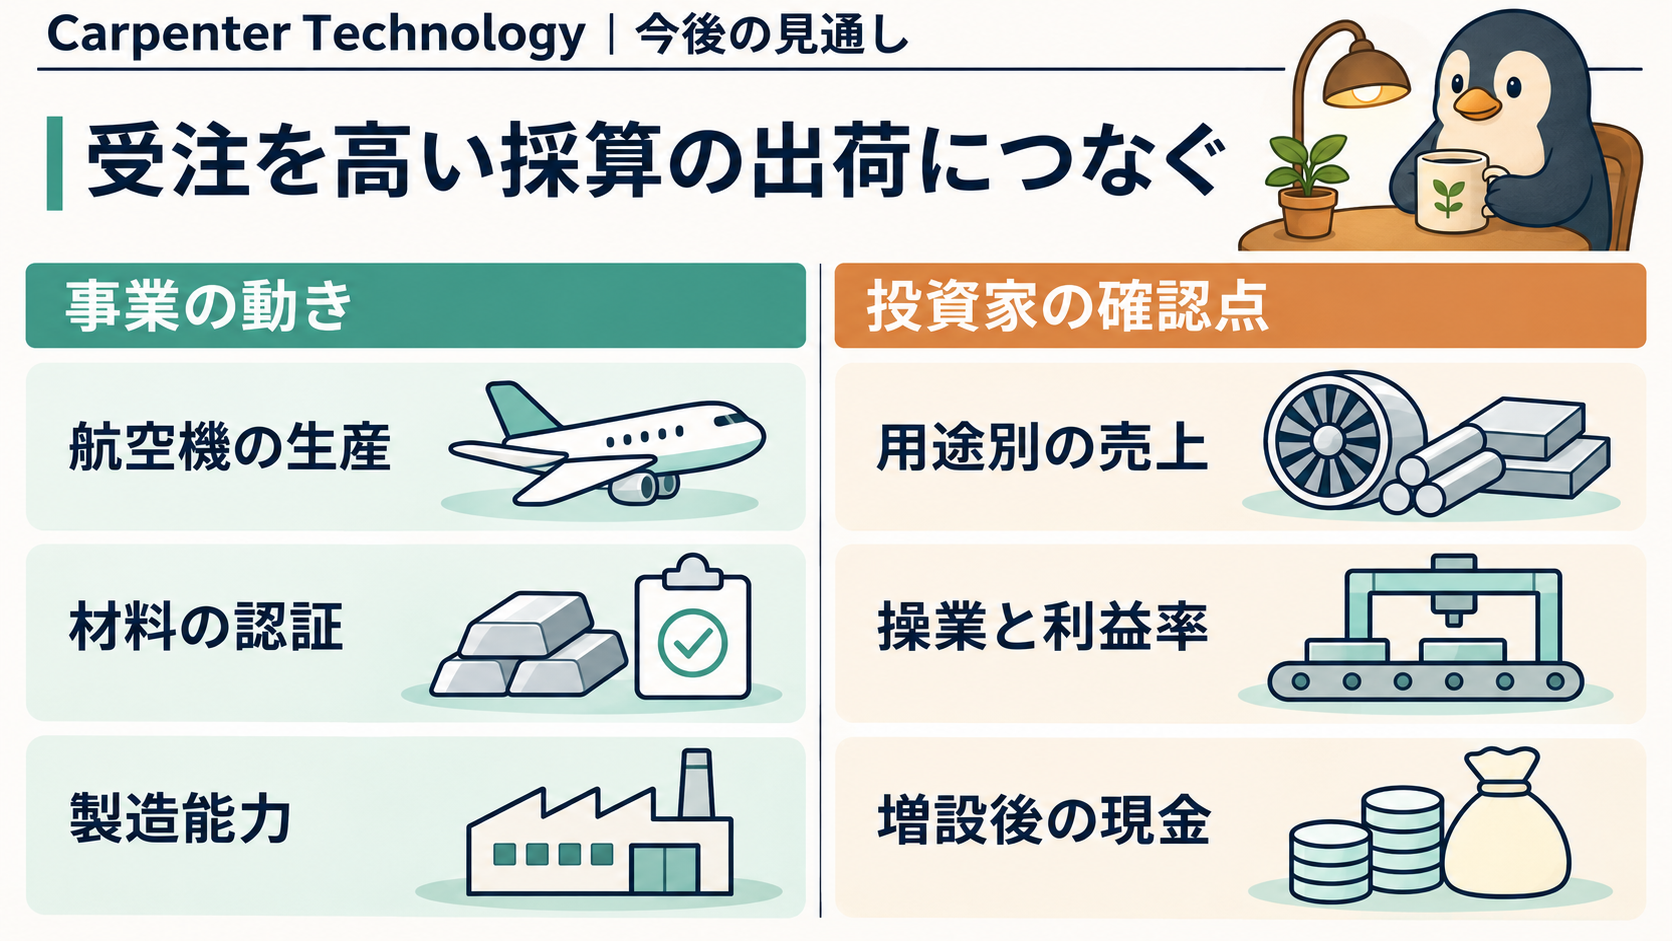 Carpenter Technology｜今後の見通し
受注を高い採算の出荷につなぐ
事業の動き
航空機の生産
材料の認証
製造能力
投資家の確認点
用途別の売上
操業と利益率
増設後の現金